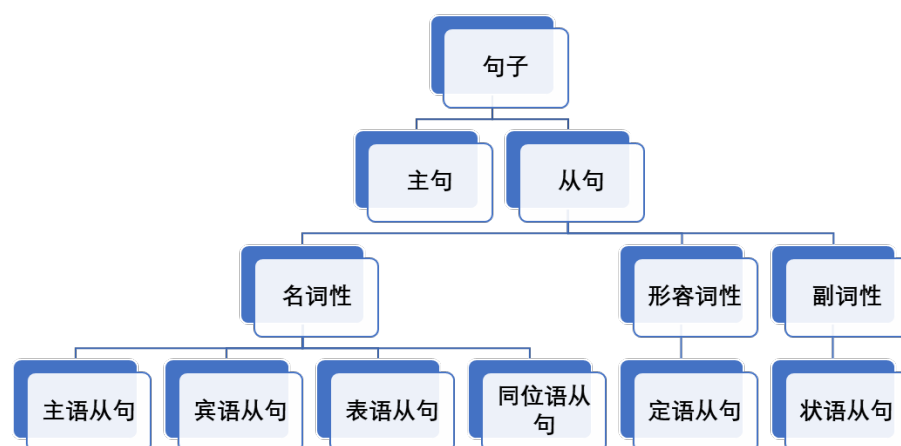 句子
主句
从句
名词性
形容词性
副词性
主语从句
宾语从句
表语从句
同位语从
句
定语从句
状语从句